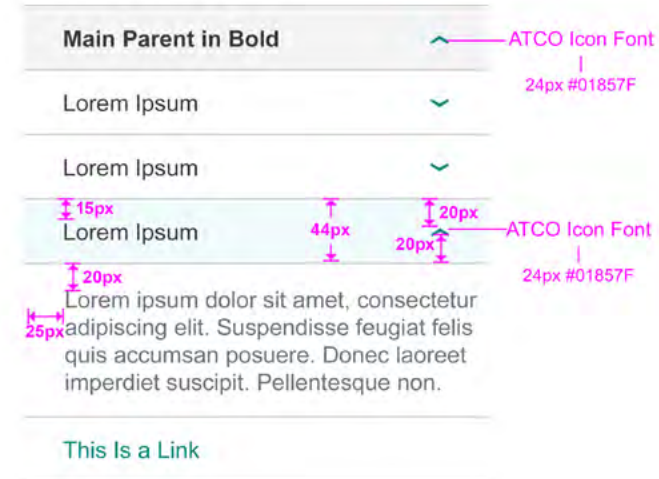 Main Parent in Bold
ATCO Icon Font
24px #01857F
Lorem Ipsum
Lorem Ipsum
15px
20px
Lorem Ipsum
44px
20px
ATCO Icon Font
24px #01857F
20px
25px
Lorem ipsum dolor sit amet, consectetur
adipiscing elit. Suspendisse feugiat felis
quis accumsan posuere. Donec laoreet
imperdiet suscipit. Pellentesque non.
This Is a Link